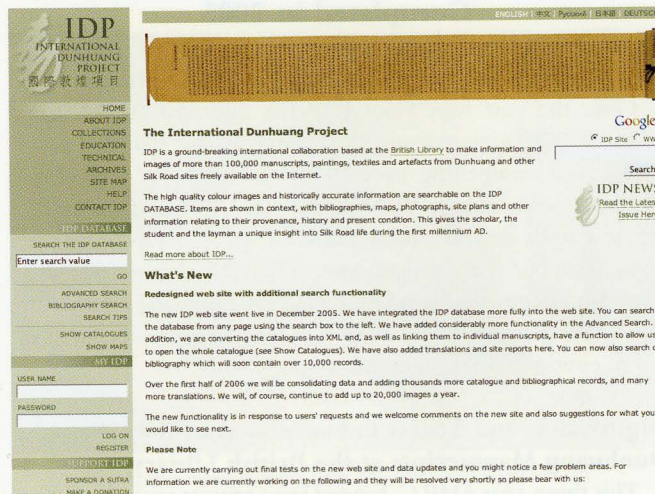 ENGLISH | 中文 | Русский | 日本語 | DEUTSCH
IDP
INTERNATIONAL
DUNHUANG
PROJECT
國際敦煌項目
HOME
ABOUT IDP
COLLECTIONS
EDUCATION
TECHNICAL
ARCHIVES
SITE MAP
HELP
CONTACT IDP
IDP DATABASE
SEARCH THE IDP DATABASE
Enter search value
GO
ADVANCED SEARCH
BIBLIOGRAPHY SEARCH
SEARCH TIPS
SHOW CATALOGUES
SHOW MAPS
MY IDP
USER NAME
PASSWORD
LOG ON
REGISTER
SUPPORT IDP
SPONSOR A SUTRA
MAKE A DONATION
The International Dunhuang Project
IDP is a ground-breaking international collaboration based at the British Library to make information and
images of more than 100,000 manuscripts, paintings, textiles and artefacts from Dunhuang and other
Silk Road sites freely available on the Internet.
The high quality colour images and historically accurate information are searchable on the IDP
DATABASE. Items are shown in context, with bibliographies, maps, photographs, site plans and other
information relating to their provenance, history and present condition. This gives the scholar, the
student and the layman a unique insight into Silk Road life during the first millennium AD.
Read more about IDP...
What's New
Redesigned web site with additional search functionality
The new IDP web site went live in December 2005. We have integrated the IDP database more fully into the web site. You can search
the database from any page using the search box to the left. We have added considerably more functionality in the Advanced Search.
addition, we are converting the catalogues into XML and, as well as linking them to individual manuscripts, have a function to allow us
to open the whole catalogue (see Show Catalogues). We have also added translations and site reports here. You can now search
bibliography which will soon contain over 10,000 records.
Over the first half of 2006 we will be consolidating data and adding thousands more catalogue and bibliographical records, and many
more translations. We will, of course, continue to add up to 20,000 images a year.
The new functionality is in response to users' requests and we welcome comments on the new site and also suggestions for what you
would like to see next.
Please Note
We are currently carrying out final tests on the new web site and data updates and you might notice a few problem areas. For
information we are currently working on the following and they will be resolved very shortly so please bear with us:
Google
IDP Site WW
Search
IDP NEWS
Read the Lates
Issue Her